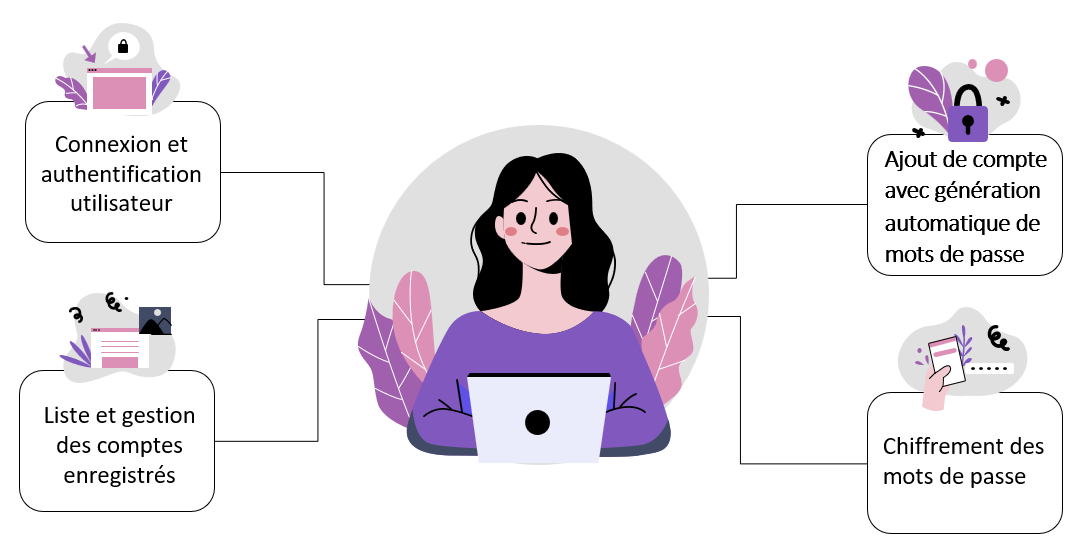 Connexion et
authentification
utilisateur
Ajout de compte
avec génération
automatique de
mots de passe
Liste et gestion
des comptes
enregistrés
Chiffrement des
mots de passe